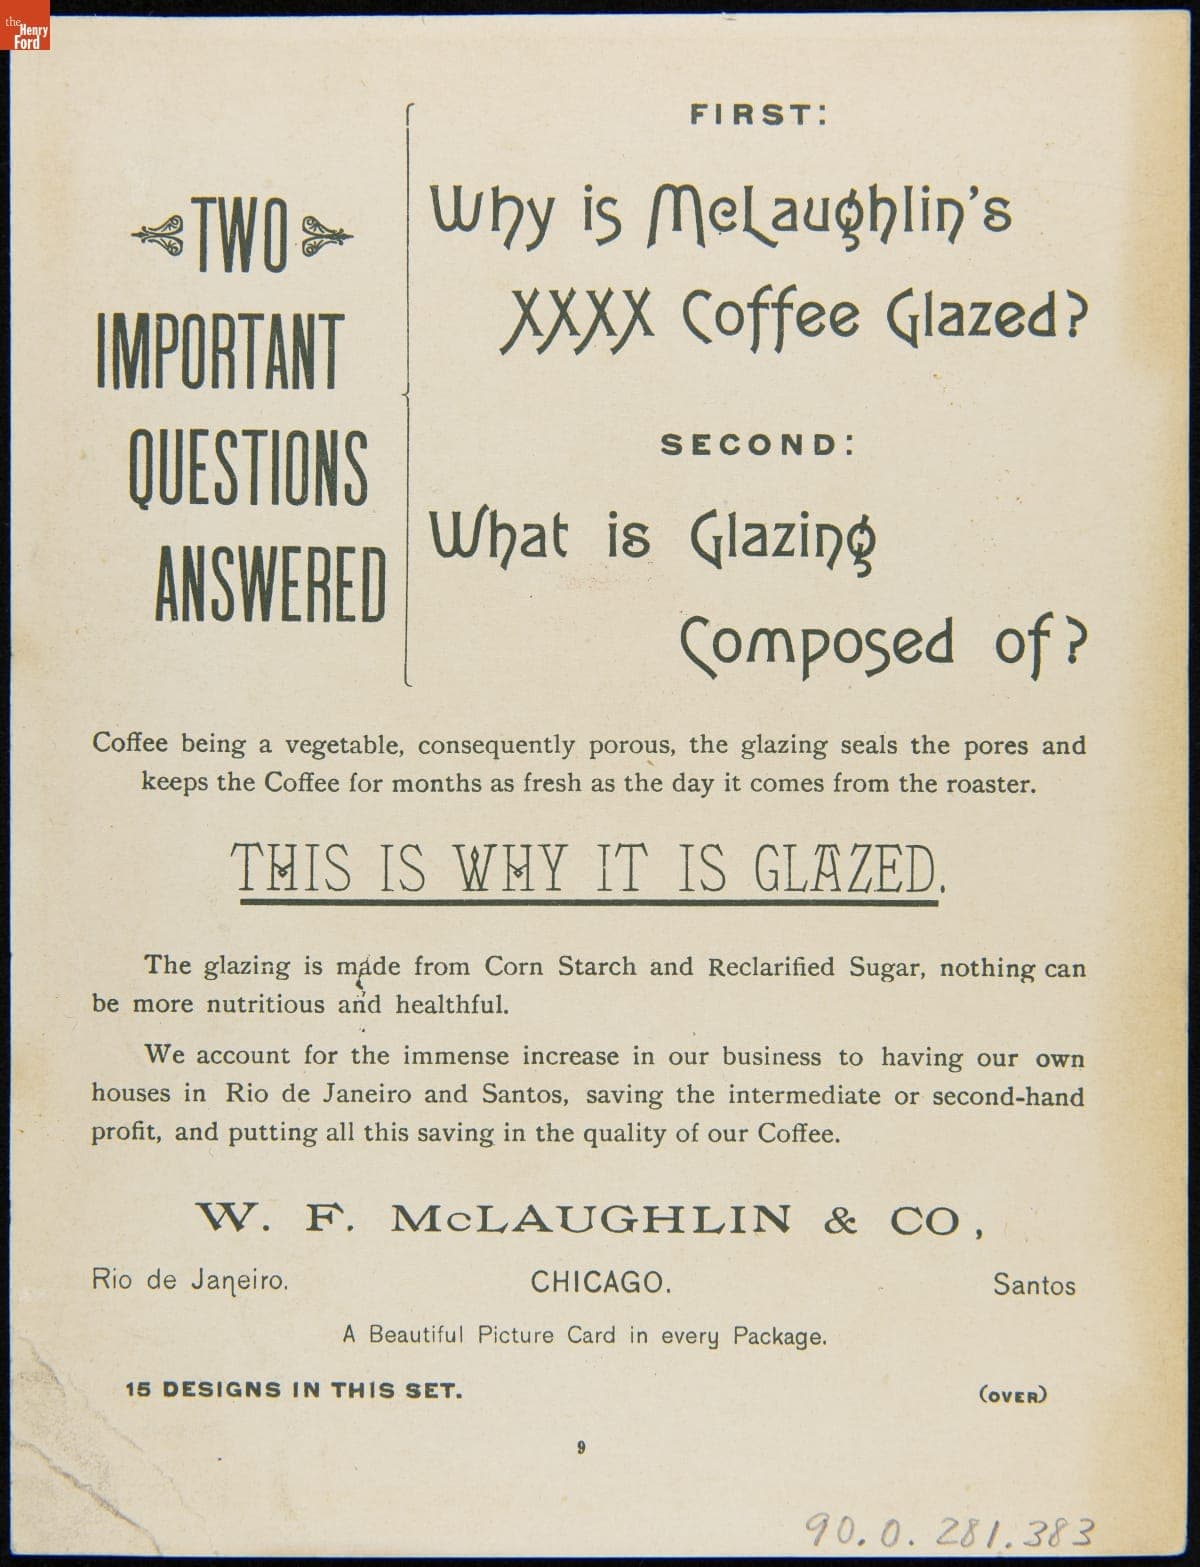 the
Henry
Ford
TWO
IMPORTANT
QUESTIONS
ANSWERED
FIRST:
Why is McLaughlin's
XXXX Coffee Glazed?
SECOND:
What is Glazing
Composed of?
Coffee being a vegetable, consequently porous, the glazing seals the pores and
keeps the Coffee for months as fresh as the day it comes from the roaster.
THIS IS WHY IT IS GLAZED.
The glazing is made from Corn Starch and Reclarified Sugar, nothing can
be more nutritious and healthful.
We account for the immense increase in our business to having our own
houses in Rio de Janeiro and Santos, saving the intermediate or second-hand
profit, and putting all this saving in the quality of our Coffee.
W. F. McLAUGHLIN & CO,
Rio de Janeiro. CHICAGO. Santos
A Beautiful Picture Card in every Package.
15 DESIGNS IN THIS SET. (OVER)
9
90.0.281.383